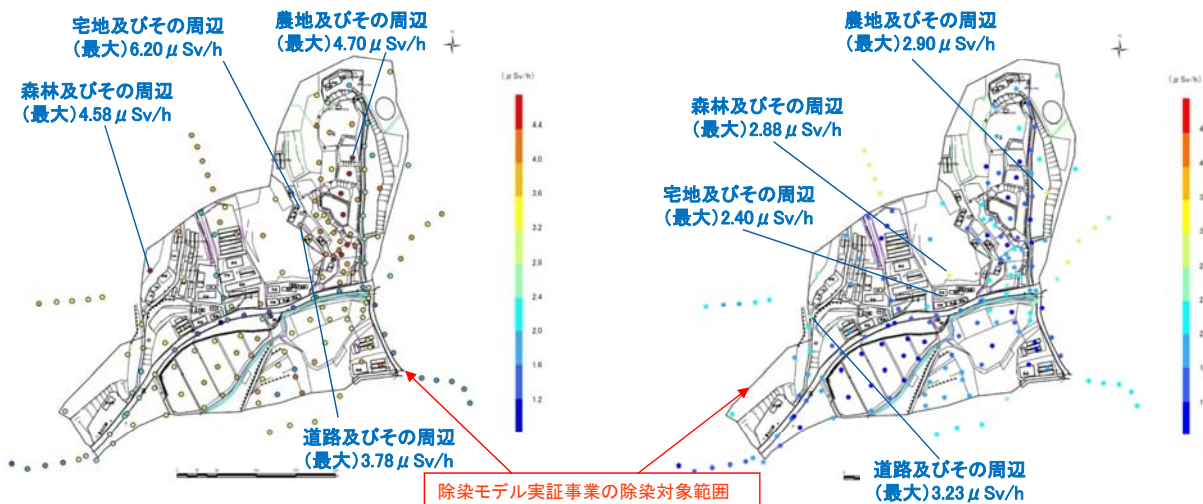 宅地及びその周辺
(最大)6.20μSv/h
農地及びその周辺
(最大)4.70μSv/h
森林及びその周辺
(最大)4.58μSv/h
(μSv/h)
4.4
4.0
3.6
3.2
2.8
2.4
2.0
1.6
1.2
道路及びその周辺
(最大)3.78μSv/h
農地及びその周辺
(最大)2.90μSv/h
森林及びその周辺
(最大)2.88μSv/h
宅地及びその周辺
(最大)2.40μSv/h
(μSv/h)
道路及びその周辺
(最大)3.23μSv/h
除染モデル実証事業の除染対象範囲